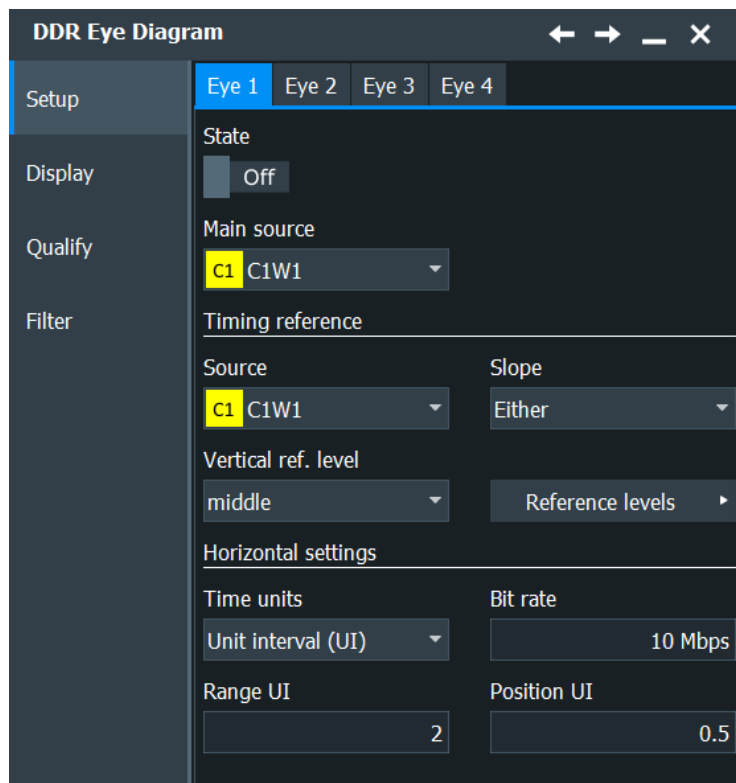 DDR Eye Diagram
Setup
Display
Qualify
Filter
Eye 1 Eye 2 Eye 3 Eye 4
State
Off
Main source
C1 C1W1
Timing reference
Source Slope
C1 C1W1 Either
Vertical ref. level
middle Reference levels
Horizontal settings
Time units Bit rate
Unit interval (UI) 10 Mbps
Range UI Position UI
2 0.5